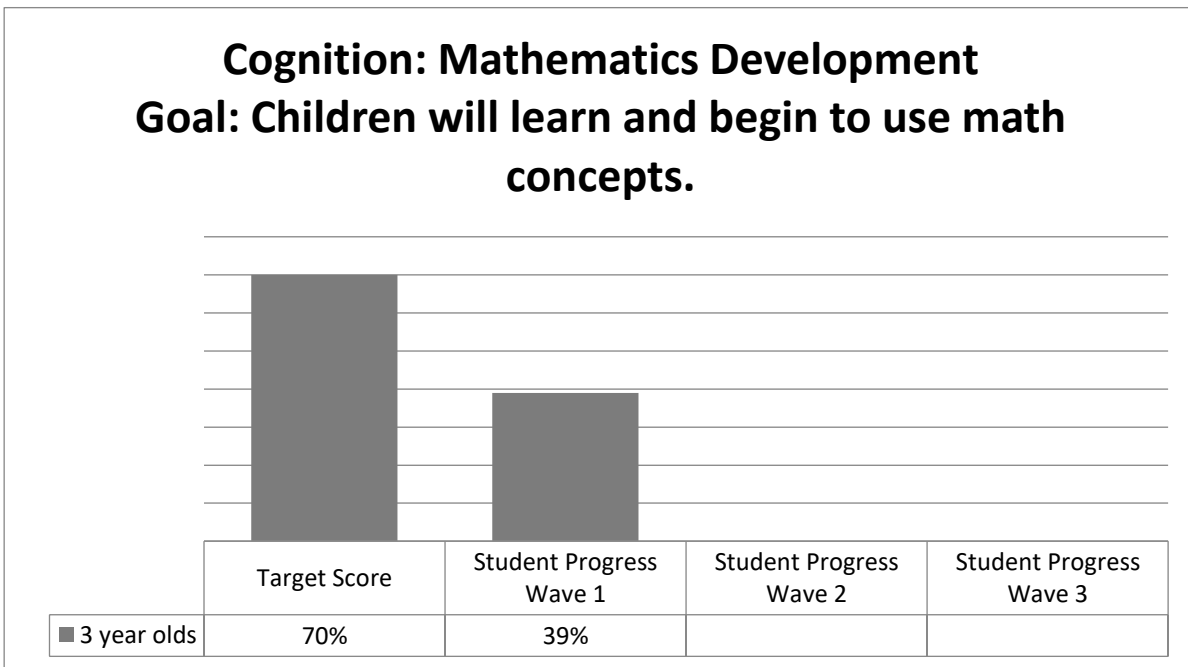 Cognition: Mathematics Development
Goal: Children will learn and begin to use math
concepts.
Target Score
Student Progress
Wave 1
Student Progress
Wave 2
Student Progress
Wave 3
3 year olds
70%
39%